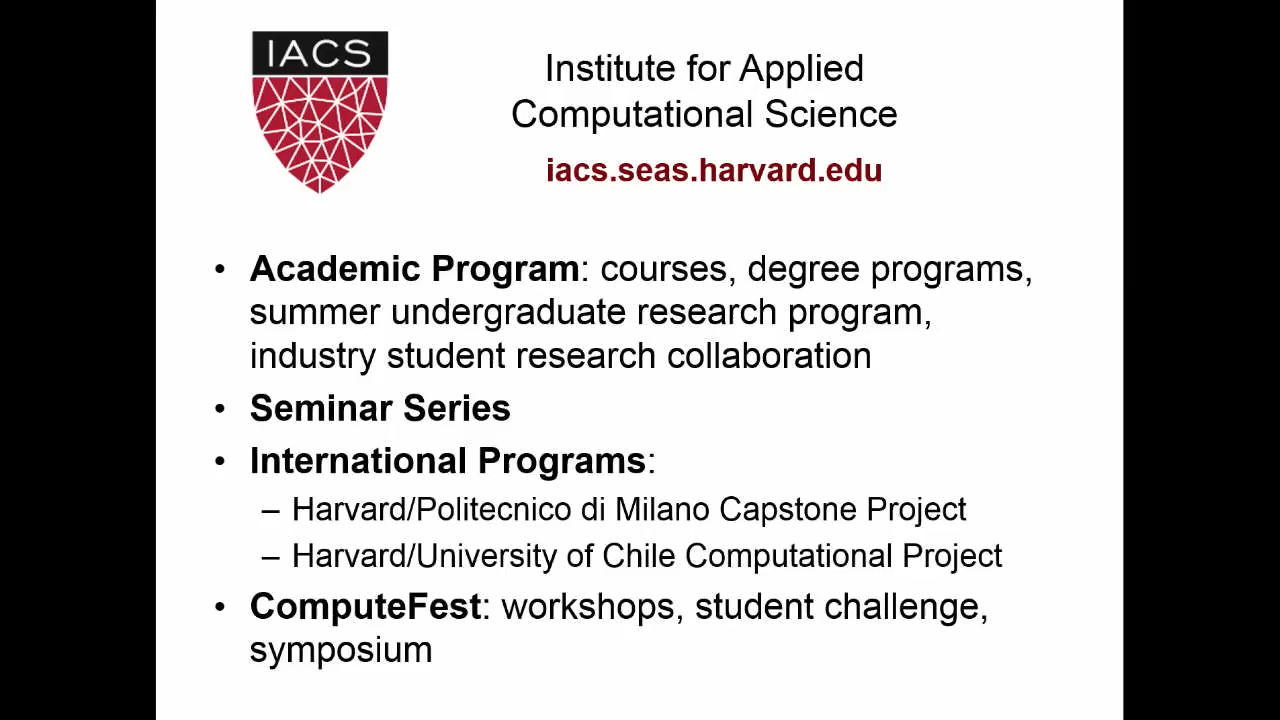 IACS
Institute for Applied
Computational Science
iacs.seas.harvard.edu
• Academic Program: courses, degree programs,
summer undergraduate research program,
industry student research collaboration
• Seminar Series
• International Programs:
– Harvard/Politecnico di Milano Capstone Project
– Harvard/University of Chile Computational Project
• ComputeFest: workshops, student challenge,
symposium